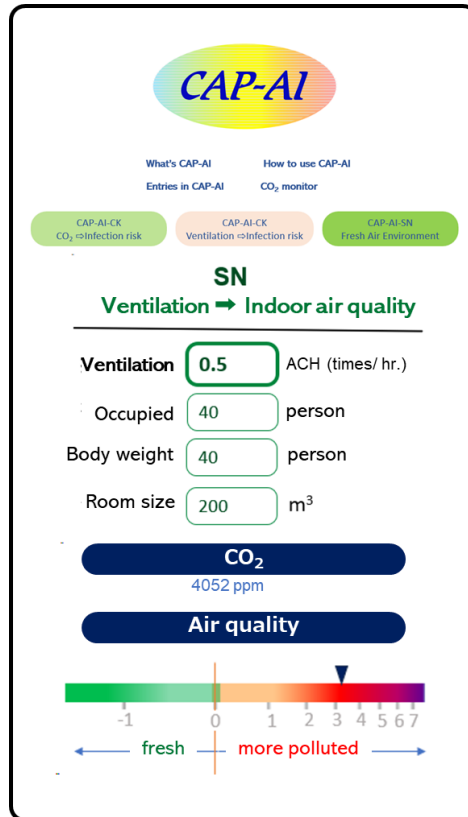 CAP-AI
What's CAP-AI How to use CAP-AI
Entries in CAP-AI CO₂ monitor
CAP-AI-CK
CO₂ ⇨Infection risk
CAP-AI-CK
Ventilation ⇨Infection risk
CAP-AI-SN
Fresh Air Environment
SN
Ventilation ➡ Indoor air quality
Ventilation 0.5 ACH (times/ hr.)
Occupied 40 person
Body weight 40 person
Room size 200 m³
CO₂
4052 ppm
Air quality
-1 0 1 2 3 4 5 6 7
fresh more polluted